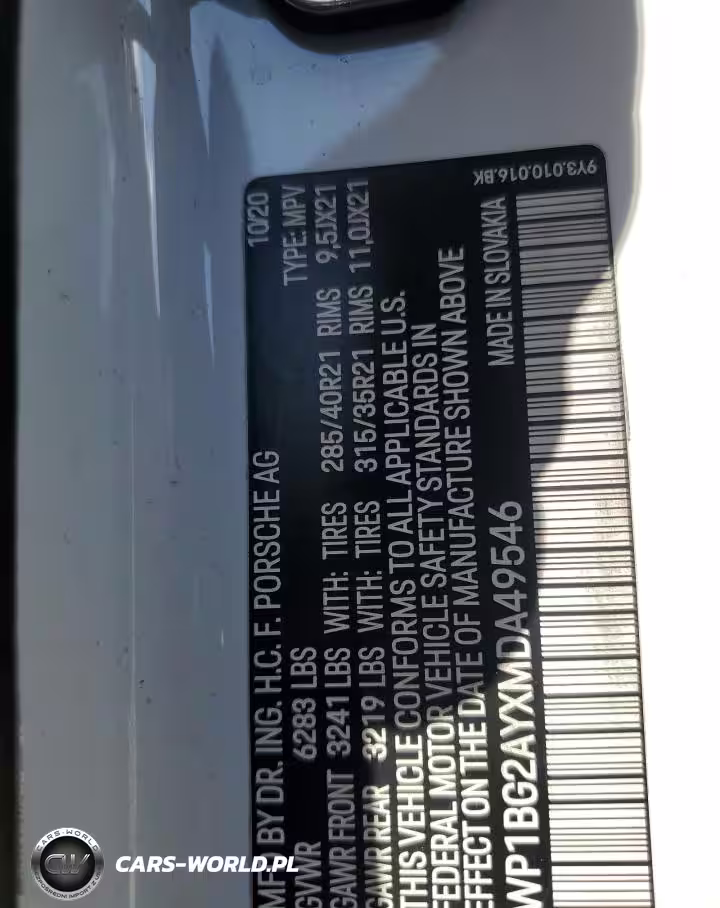 MFD BY DR. ING. H.C. F. PORSCHE AG 10/20
GVWR 6283 LBS TYPE: MPV
GAWR FRONT 3241 LBS WITH: TIRES 285/40R21 RIMS 9,5JX21
GAWR REAR 3219 LBS WITH: TIRES 315/35R21 RIMS 11,0JX21
THIS VEHICLE CONFORMS TO ALL APPLICABLE U.S.
FEDERAL MOTOR VEHICLE SAFETY STANDARDS IN
EFFECT ON THE DATE OF MANUFACTURE SHOWN ABOVE
WP1BG2AYXMDA49546 MADE IN SLOVAKIA
9Y3.010.016.BK
CW
CARS-WORLD.PL